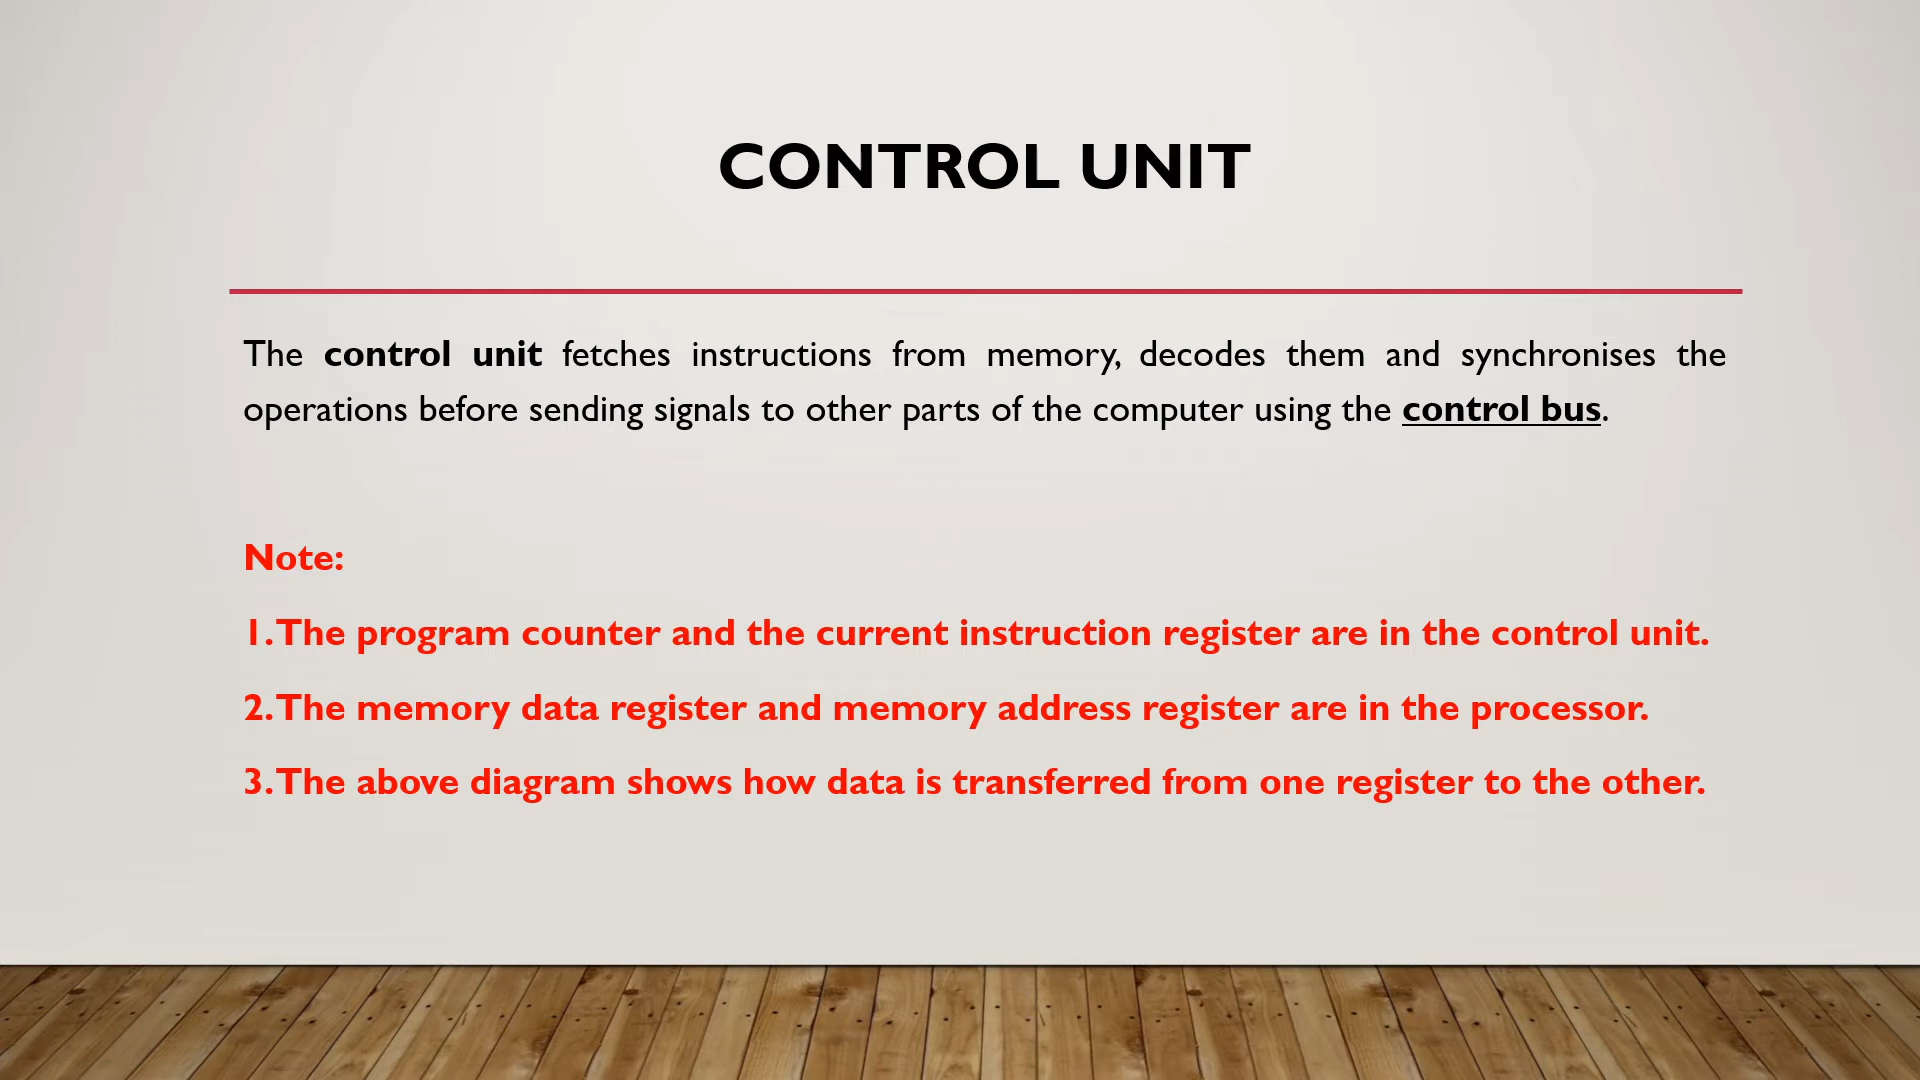 CONTROL UNIT
The control unit fetches instructions from memory, decodes them and synchronises the
operations before sending signals to other parts of the computer using the control bus.
Note:
1. The program counter and the current instruction register are in the control unit.
2. The memory data register and memory address register are in the processor.
3. The above diagram shows how data is transferred from one register to the other.